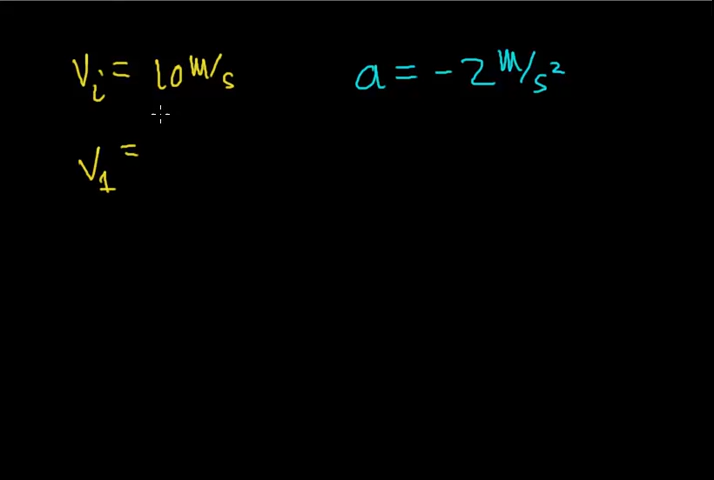 Vᵢ = 10 m/s a = -2 m/s²
V₁ =